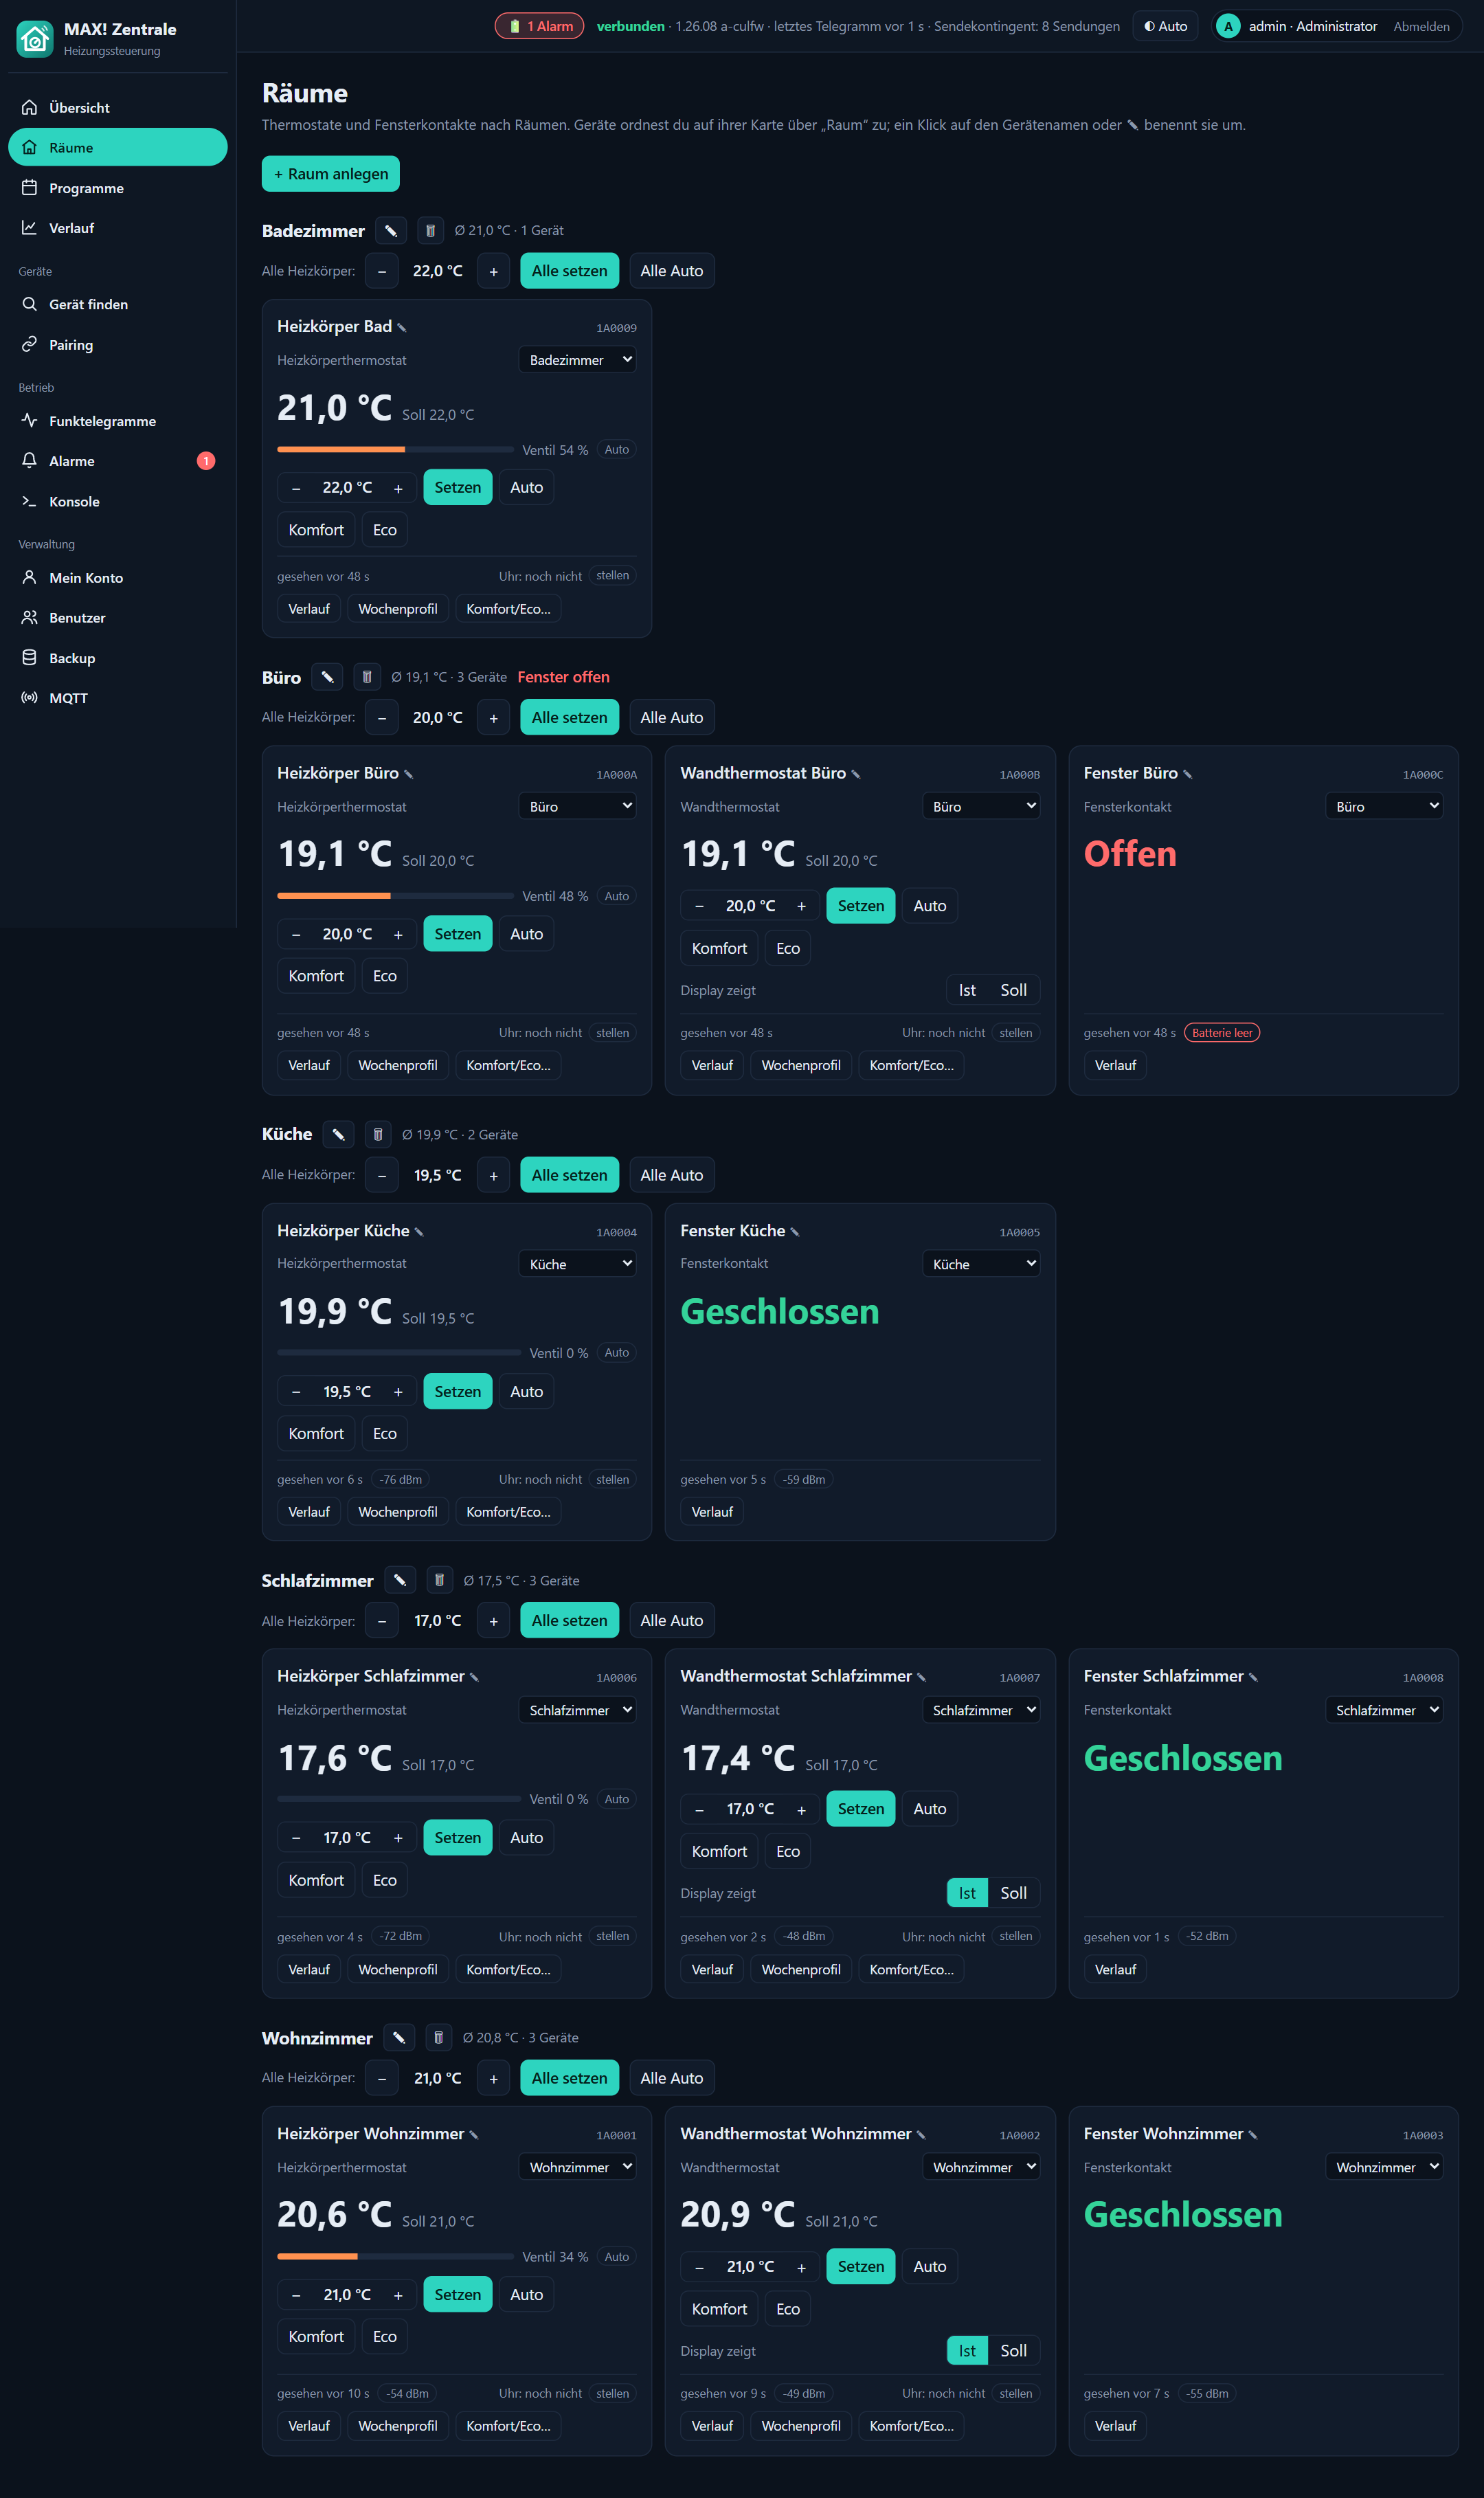 MAX! Zentrale
Heizungssteuerung
1 Alarm
verbunden · 1.26.08 a-culfw · letztes Telegramm vor 1 s · Sendekontingent: 8 Sendungen
Auto
A admin · Administrator Abmelden
Übersicht
Räume
Programme
Verlauf
Geräte
Gerät finden
Pairing
Betrieb
Funktelegramme
Alarme 1
Konsole
Verwaltung
Mein Konto
Benutzer
Backup
MQTT
Räume
Thermostate und Fensterkontakte nach Räumen. Geräte ordnest du auf ihrer Karte über „Raum“ zu; ein Klick auf den Gerätenamen oder ✎ benennt sie um.
+ Raum anlegen
Badezimmer Ø 21,0 °C · 1 Gerät
Alle Heizkörper: − 22,0 °C + Alle setzen Alle Auto
Heizkörper Bad 1A0009
Heizkörperthermostat Badezimmer
21,0 °C Soll 22,0 °C
Ventil 54 % Auto
− 22,0 °C + Setzen Auto
Komfort Eco
gesehen vor 48 s Uhr: noch nicht stellen
Verlauf Wochenprofil Komfort/Eco...
Büro Ø 19,1 °C · 3 Geräte Fenster offen
Alle Heizkörper: − 20,0 °C + Alle setzen Alle Auto
Heizkörper Büro 1A000A
Heizkörperthermostat Büro
19,1 °C Soll 20,0 °C
Ventil 48 % Auto
− 20,0 °C + Setzen Auto
Komfort Eco
gesehen vor 48 s Uhr: noch nicht stellen
Verlauf Wochenprofil Komfort/Eco...
Wandthermostat Büro 1A000B
Wandthermostat Büro
19,1 °C Soll 20,0 °C
− 20,0 °C + Setzen Auto
Komfort Eco
Display zeigt Ist Soll
gesehen vor 48 s Uhr: noch nicht stellen
Verlauf Wochenprofil Komfort/Eco...
Fenster Büro 1A000C
Fensterkontakt Büro
Offen
gesehen vor 48 s Batterie leer
Verlauf
Küche Ø 19,9 °C · 2 Geräte
Alle Heizkörper: − 19,5 °C + Alle setzen Alle Auto
Heizkörper Küche 1A0004
Heizkörperthermostat Küche
19,9 °C Soll 19,5 °C
Ventil 0 % Auto
− 19,5 °C + Setzen Auto
Komfort Eco
gesehen vor 6 s -76 dBm Uhr: noch nicht stellen
Verlauf Wochenprofil Komfort/Eco...
Fenster Küche 1A0005
Fensterkontakt Küche
Geschlossen
gesehen vor 5 s -59 dBm
Verlauf
Schlafzimmer Ø 17,5 °C · 3 Geräte
Alle Heizkörper: − 17,0 °C + Alle setzen Alle Auto
Heizkörper Schlafzimmer 1A0006
Heizkörperthermostat Schlafzimmer
17,6 °C Soll 17,0 °C
Ventil 0 % Auto
− 17,0 °C + Setzen Auto
Komfort Eco
gesehen vor 4 s -72 dBm Uhr: noch nicht stellen
Verlauf Wochenprofil Komfort/Eco...
Wandthermostat Schlafzimmer 1A0007
Wandthermostat Schlafzimmer
17,4 °C Soll 17,0 °C
− 17,0 °C + Setzen Auto
Komfort Eco
Display zeigt Ist Soll
gesehen vor 2 s -48 dBm Uhr: noch nicht stellen
Verlauf Wochenprofil Komfort/Eco...
Fenster Schlafzimmer 1A0008
Fensterkontakt Schlafzimmer
Geschlossen
gesehen vor 1 s -52 dBm
Verlauf
Wohnzimmer Ø 20,8 °C · 3 Geräte
Alle Heizkörper: − 21,0 °C + Alle setzen Alle Auto
Heizkörper Wohnzimmer 1A0001
Heizkörperthermostat Wohnzimmer
20,6 °C Soll 21,0 °C
Ventil 34 % Auto
− 21,0 °C + Setzen Auto
Komfort Eco
gesehen vor 10 s -54 dBm Uhr: noch nicht stellen
Verlauf Wochenprofil Komfort/Eco...
Wandthermostat Wohnzimmer 1A0002
Wandthermostat Wohnzimmer
20,9 °C Soll 21,0 °C
− 21,0 °C + Setzen Auto
Komfort Eco
Display zeigt Ist Soll
gesehen vor 9 s -49 dBm Uhr: noch nicht stellen
Verlauf Wochenprofil Komfort/Eco...
Fenster Wohnzimmer 1A0003
Fensterkontakt Wohnzimmer
Geschlossen
gesehen vor 7 s -55 dBm
Verlauf